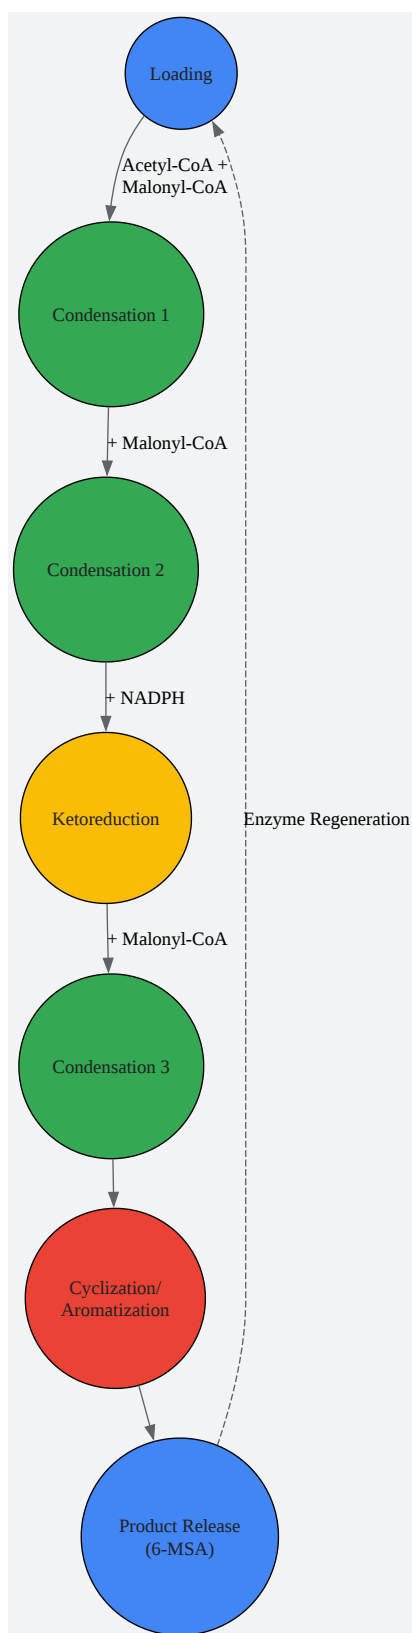 Loading
Acetyl-CoA +
Malonyl-CoA
Condensation 1
+ Malonyl-CoA
Condensation 2
+ NADPH
Ketoreduction
Enzyme Regeneration
+ Malonyl-CoA
Condensation 3
Cyclization/
Aromatization
Product Release
(6-MSA)